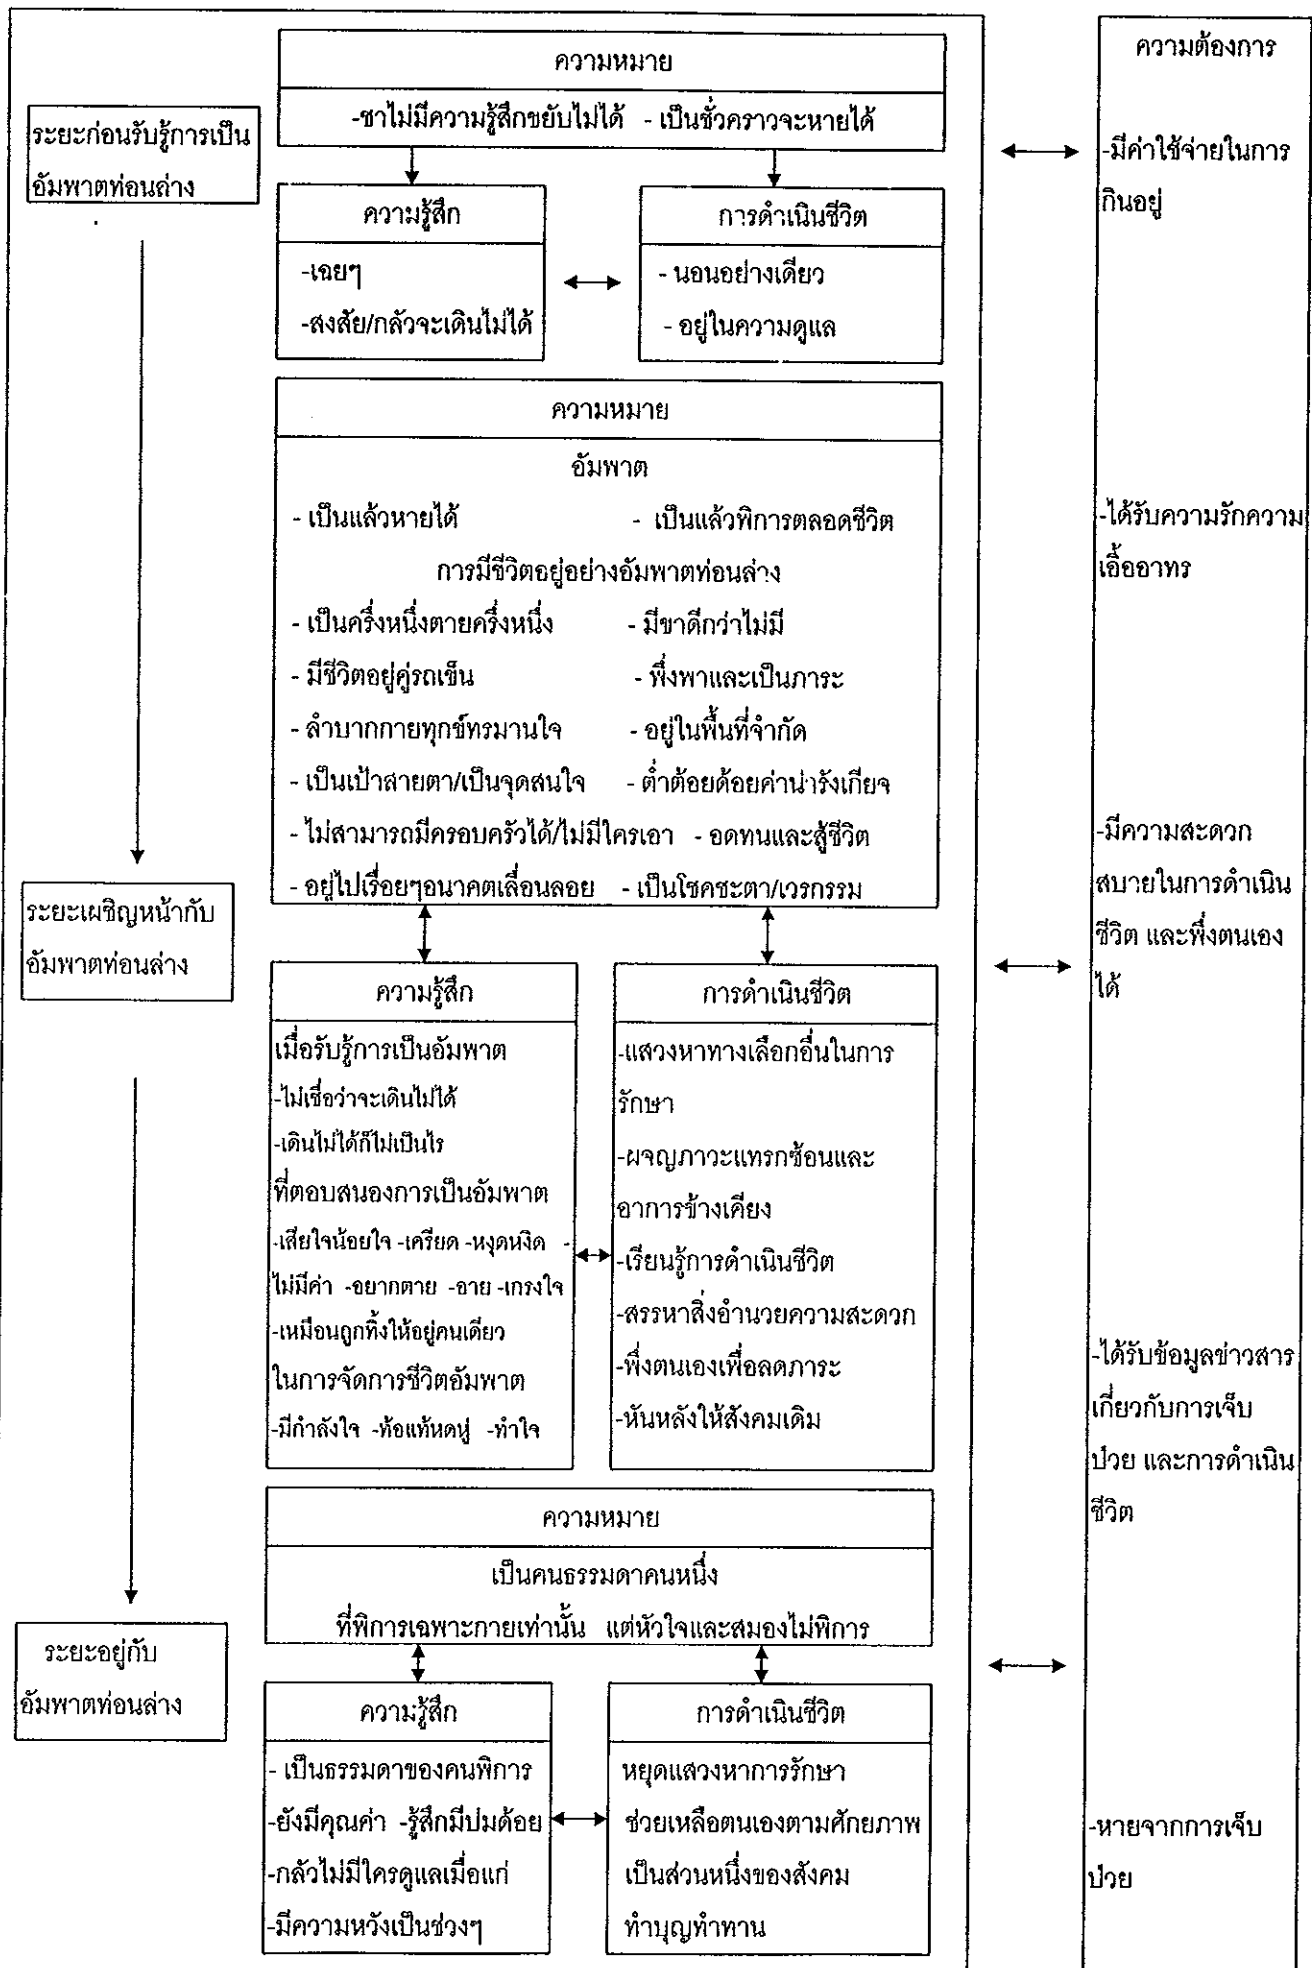 ความหมาย
-ชาไม่มีความรู้สึกขยับไม่ได้ - เป็นชั่วคราวจะหายได้
ระยะก่อนรับรู้การเป็น
อัมพาตท่อนล่าง
ความรู้สึก
-เฉยๆ
-สงสัย/กลัวจะเดินไม่ได้
การดำเนินชีวิต
- นอนอย่างเดียว
- อยู่ในความดูแล
ความหมาย
อัมพาต
- เป็นแล้วหายได้ - เป็นแล้วพิการตลอดชีวิต
การมีชีวิตอยู่อย่างอัมพาตท่อนล่าง
- เป็นครึ่งหนึ่งตายครึ่งหนึ่ง - มีขาดีกว่าไม่มี
- มีชีวิตอยู่คู่รถเข็น - พึ่งพาและเป็นภาระ
- ลำบากกายทุกข์ทรมานใจ - อยู่ในพื้นที่จำกัด
- เป็นเป้าสายตา/เป็นจุดสนใจ - ต่ำต้อยด้อยค่าน่ารังเกียจ
- ไม่สามารถมีครอบครัวได้/ไม่มีใครเอา - อดทนและสู้ชีวิต
- อยู่ไปเรื่อยๆอนาคตเลื่อนลอย - เป็นโชคชะตา/เวรกรรม
ระยะเผชิญหน้ากับ
อัมพาตท่อนล่าง
ความรู้สึก
เมื่อรับรู้การเป็นอัมพาต
-ไม่เชื่อว่าจะเดินไม่ได้
-เดินไม่ได้ก็ไม่เป็นไร
ที่ตอบสนองการเป็นอัมพาต
-เสียใจน้อยใจ -เครียด -หงุดหงิด -
ไม่มีค่า -อยากตาย -อาย -เกรงใจ
-เหมือนถูกทิ้งให้อยู่คนเดียว
ในการจัดการชีวิตอัมพาต
-มีกำลังใจ -ท้อแท้หดหู่ -ทำใจ
การดำเนินชีวิต
-แสวงหาทางเลือกอื่นในการ
รักษา
-ผจญภาวะแทรกซ้อนและ
อาการข้างเคียง
-เรียนรู้การดำเนินชีวิต
-สรรหาสิ่งอำนวยความสะดวก
-พึ่งตนเองเพื่อลดภาระ
-หันหลังให้สังคมเดิม
ความหมาย
เป็นคนธรรมดาคนหนึ่ง
ที่พิการเฉพาะกายเท่านั้น แต่หัวใจและสมองไม่พิการ
ระยะอยู่กับ
อัมพาตท่อนล่าง
ความรู้สึก
- เป็นธรรมดาของคนพิการ
-ยังมีคุณค่า -รู้สึกมีปมด้อย
-กลัวไม่มีใครดูแลเมื่อแก่
-มีความหวังเป็นช่วงๆ
การดำเนินชีวิต
หยุดแสวงหาการรักษา
ช่วยเหลือตนเองตามศักยภาพ
เป็นส่วนหนึ่งของสังคม
ทำบุญทำทาน
ความต้องการ
-มีค่าใช้จ่ายในการ
กินอยู่
-ได้รับความรักความ
เอื้ออาทร
-มีความสะดวก
สบายในการดำเนิน
ชีวิต และพึ่งตนเอง
ได้
-ได้รับข้อมูลข่าวสาร
เกี่ยวกับการเจ็บ
ป่วย และการดำเนิน
ชีวิต
-หายจากการเจ็บ
ป่วย